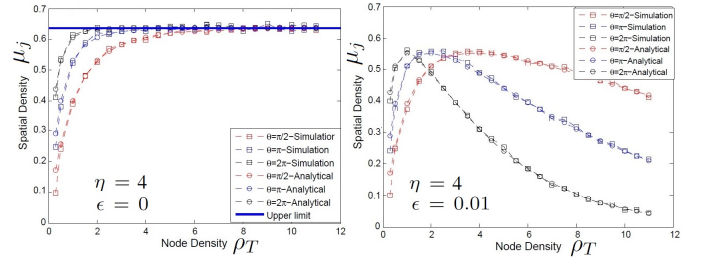 0.7
0.6
0.5
0.4
0.3
0.2
0.1
0
Spatial Density μj
θ=π/2−Simulation
θ=π−Simulation
θ=2π−Simulation
θ=π/2−Analytical
θ=π−Analytical
θ=2π−Analytical
Upper limit
η = 4
ϵ = 0
0 2 4 6 8 10 12
Node Density ρT
0.7
0.6
0.5
0.4
0.3
0.2
0.1
0
Spatial Density μj
θ=π/2−Simulation
θ=π−Simulation
θ=2π−Simulation
θ=π/2−Analytical
θ=π−Analytical
θ=2π−Analytical
η = 4
ϵ = 0.01
0 2 4 6 8 10 12
Node Density ρT